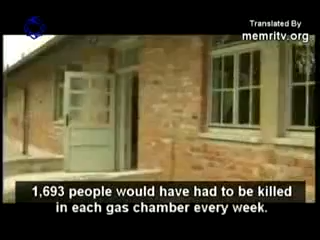 Translated By
memritv.org
1,693 people would have had to be killed
in each gas chamber every week.